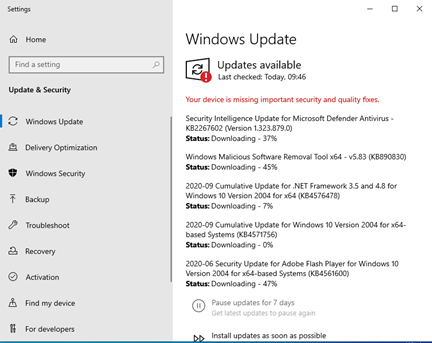 Settings
Home
Find a setting
Update & Security
Windows Update
Delivery Optimization
Windows Security
Backup
Troubleshoot
Recovery
Activation
Find my device
For developers
Windows Update
Updates available
Last checked: Today, 09:46
Your device is missing important security and quality fixes.
Security Intelligence Update for Microsoft Defender Antivirus -
KB2267602 (Version 1.323.879.0)
Status: Downloading - 37%
Windows Malicious Software Removal Tool x64 - v5.83 (KB890830)
Status: Downloading - 45%
2020-09 Cumulative Update for .NET Framework 3.5 and 4.8 for
Windows 10 Version 2004 for x64 (KB4576478)
Status: Downloading - 7%
2020-09 Cumulative Update for Windows 10 Version 2004 for x64-
based Systems (KB4571756)
Status: Downloading - 0%
2020-06 Security Update for Adobe Flash Player for Windows 10
Version 2004 for x64-based Systems (KB4561600)
Status: Downloading - 47%
Pause updates for 7 days
Get latest updates to pause again
Install updates as soon as possible